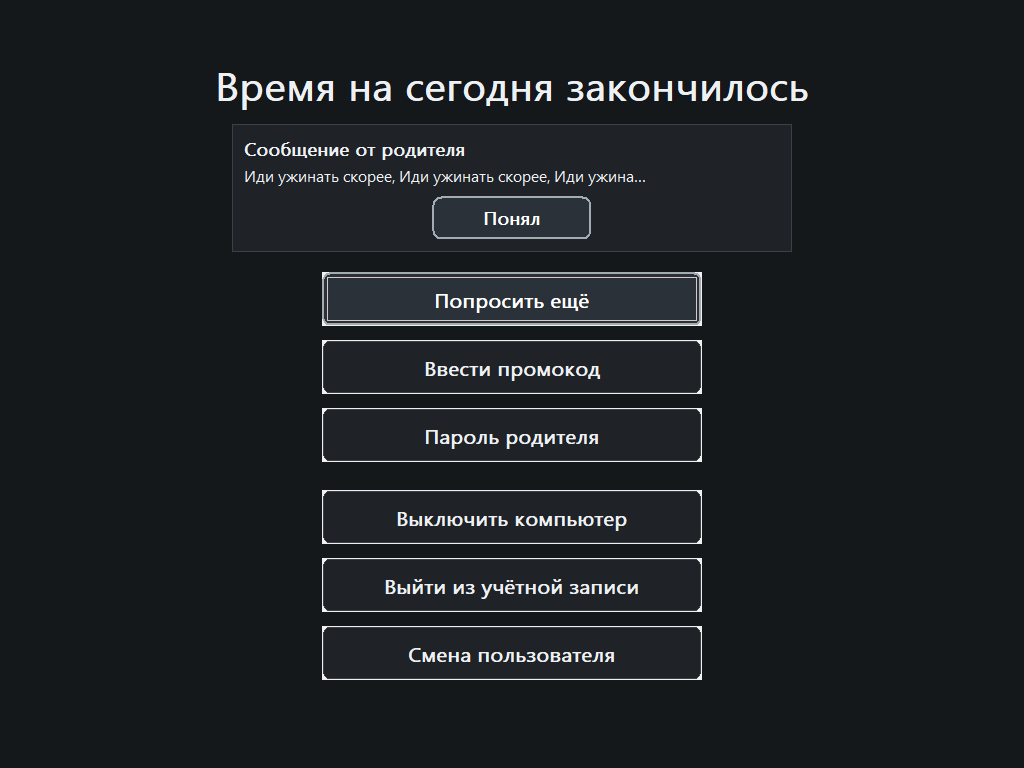 Время на сегодня закончилось
Сообщение от родителя
Иди ужинать скорее, Иди ужинать скорее, Иди ужина...
Понял
Попросить ещё
Ввести промокод
Пароль родителя
Выключить компьютер
Выйти из учётной записи
Смена пользователя